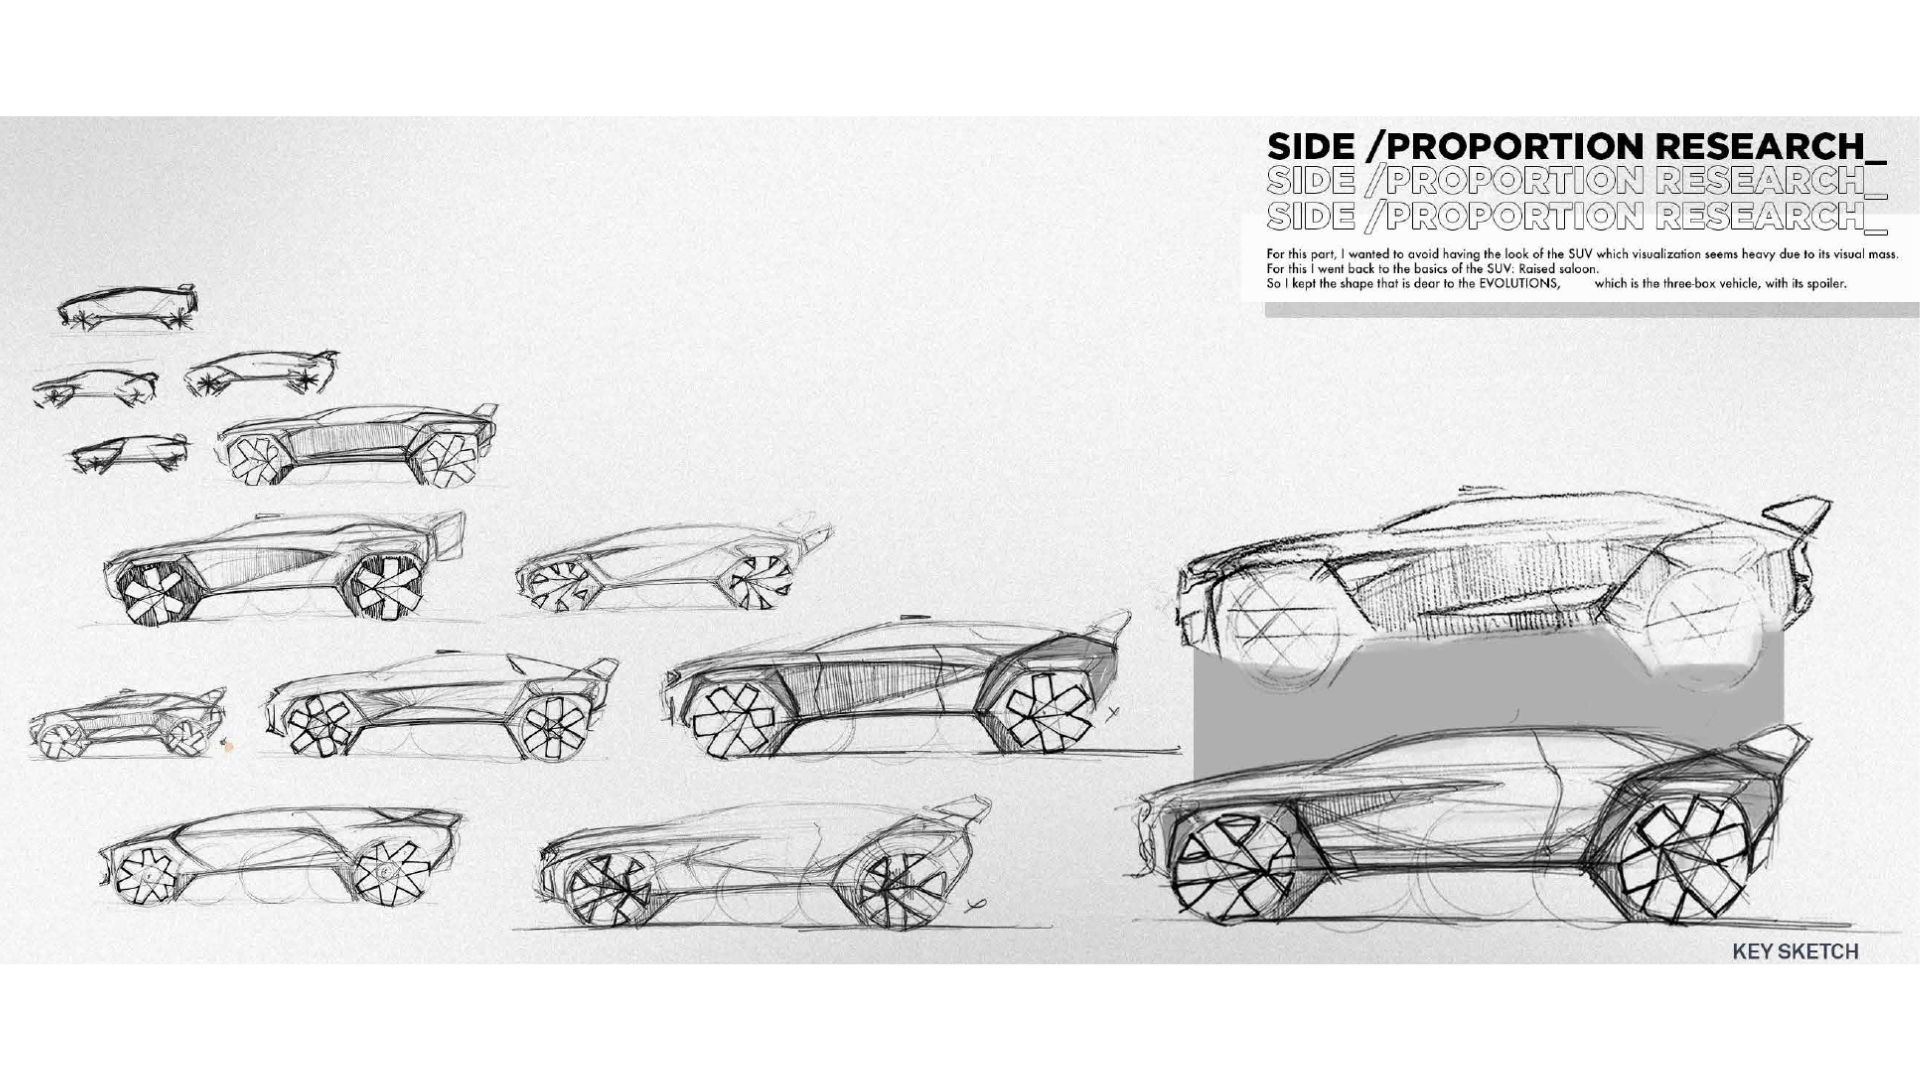 SIDE /PROPORTION RESEARCH_
SIDE /PROPORTION RESEARCH_
SIDE /PROPORTION RESEARCH_
For this part, I wanted to avoid having the look of the SUV which visualization seems heavy due to its visual mass.
For this I went back to the basics of the SUV: Raised saloon.
So I kept the shape that is dear to the EVOLUTIONS, which is the three-box vehicle, with its spoiler.
KEY SKETCH